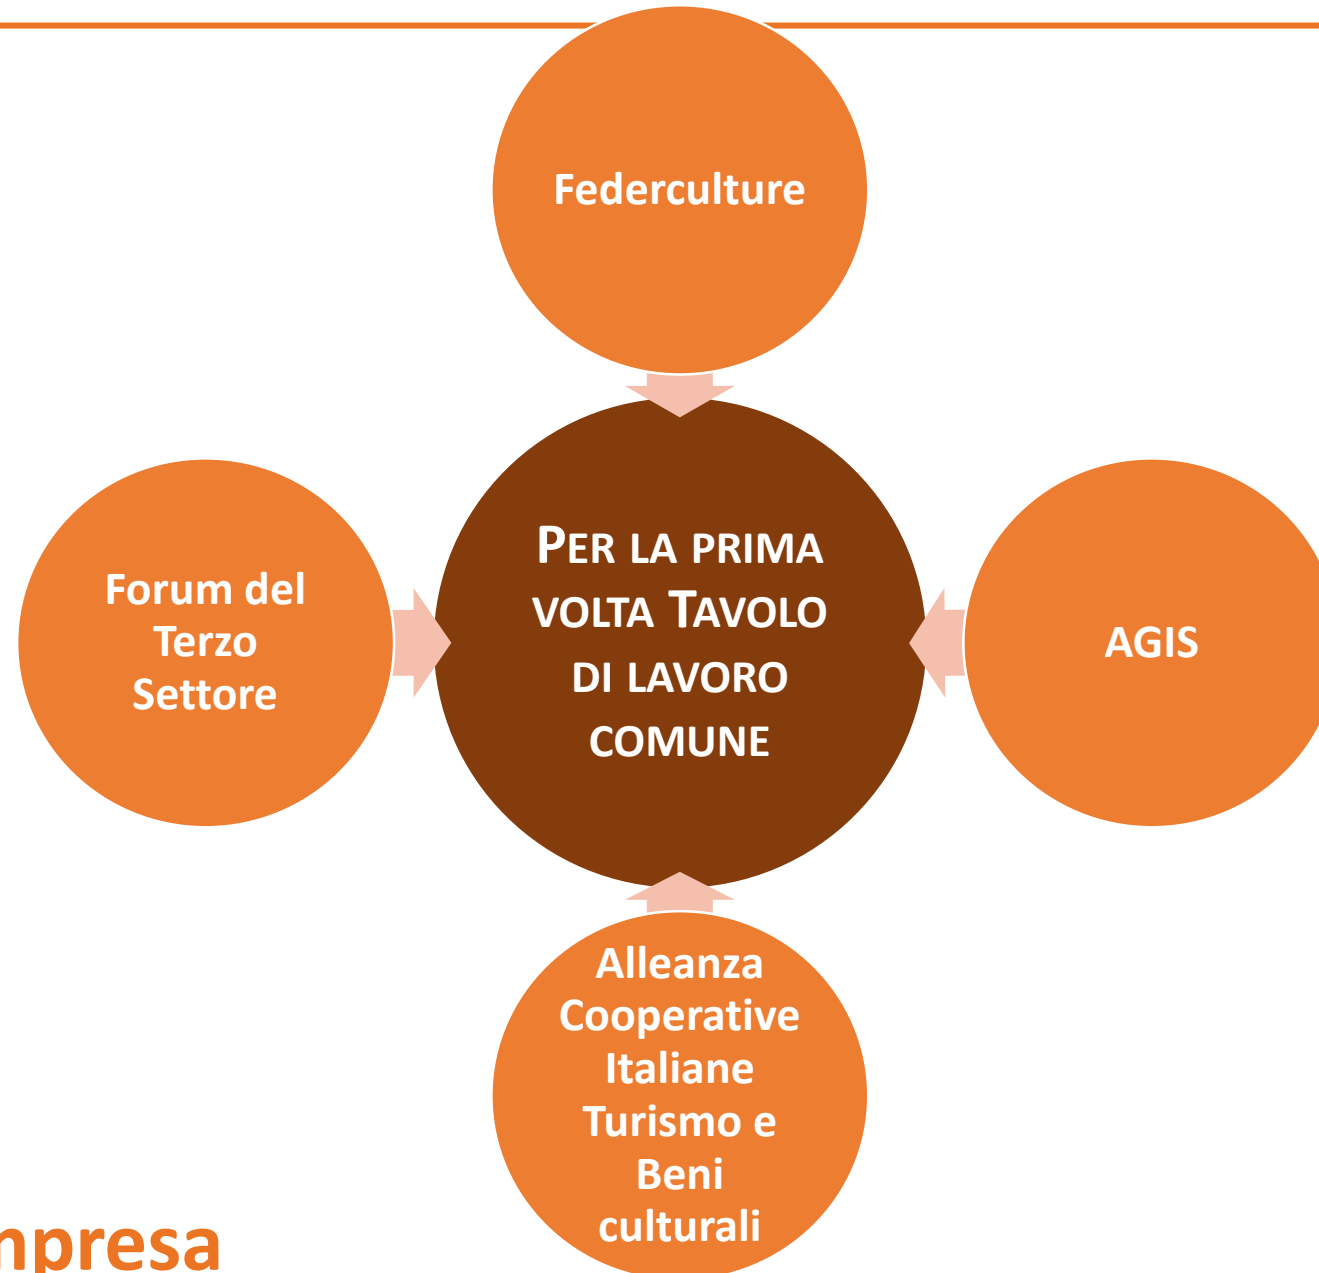 Federculture
PER LA PRIMA
VOLTA TAVOLO
DI LAVORO
COMUNE
Forum del
Terzo
Settore
AGIS
Alleanza
Cooperative
Italiane
Turismo e
Beni
culturali